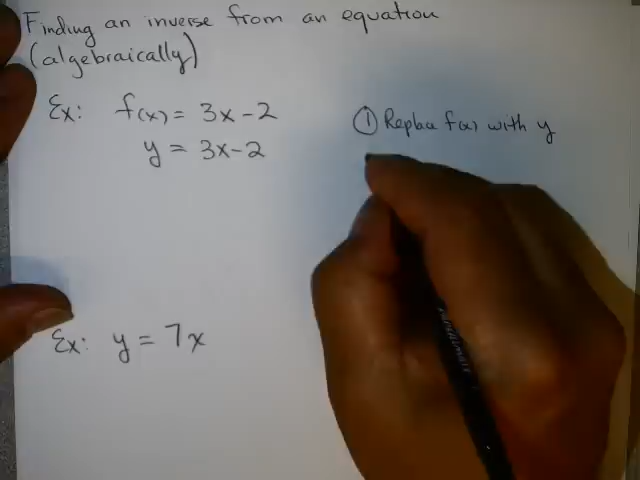 Finding an inverse from an equation
(algebraically)
Ex: f(x) = 3x-2
y = 3x-2
① Replace f(x) with y
Ex: y = 7x